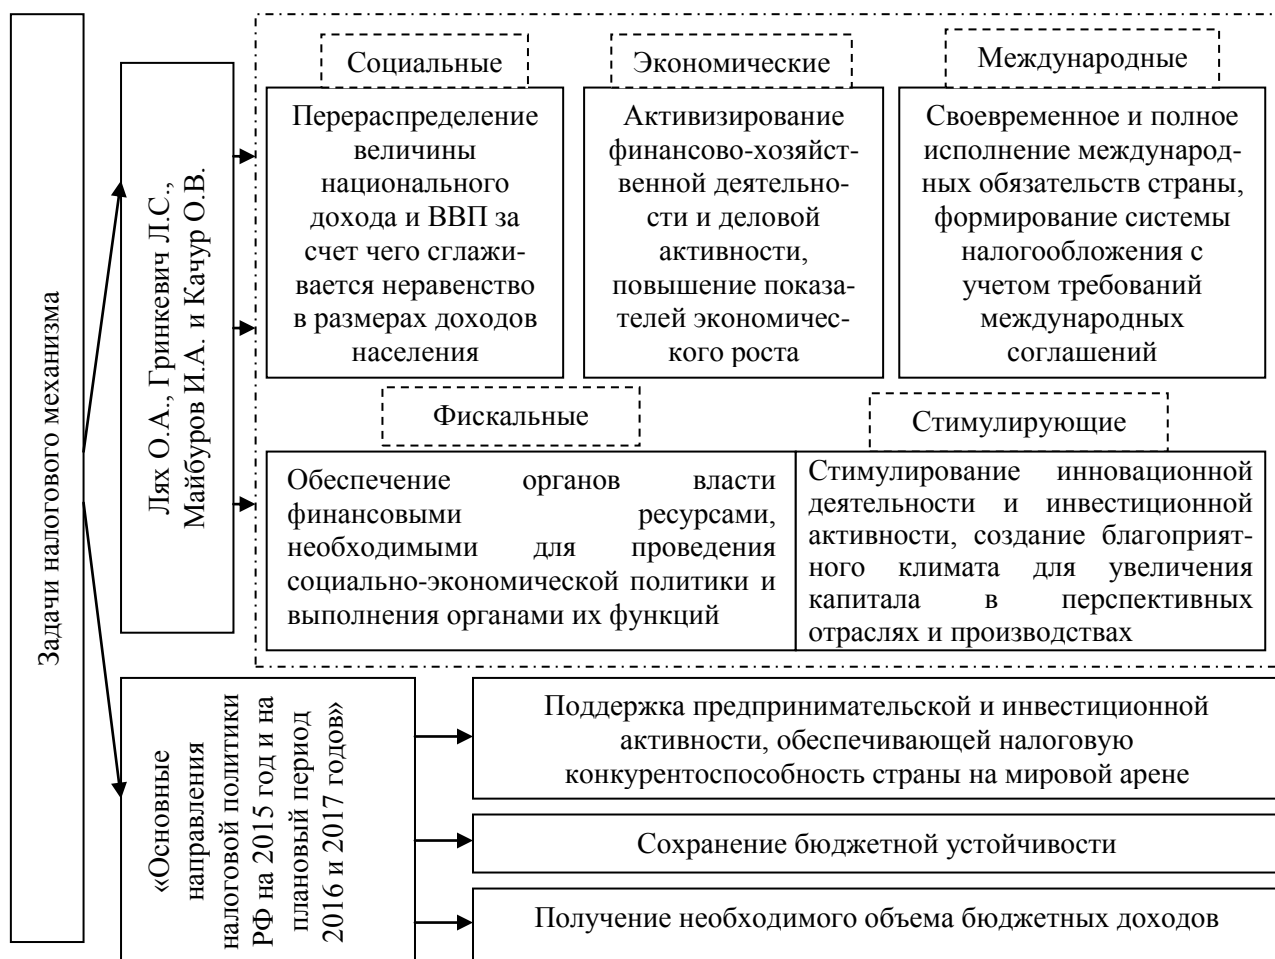 Задачи налогового механизма
Лях О.А., Гринкевич Л.С.,
Майбуров И.А. и Качур О.В.
Социальные
Перераспределение
величины
национального
дохода и ВВП за
счет чего сглажи-
вается неравенство
в размерах доходов
населения
Экономические
Активизирование
финансово-хозяйст-
венной деятельно-
сти и деловой
активности,
повышение показа-
телей экономичес-
кого роста
Международные
Своевременное и полное
исполнение международ-
ных обязательств страны,
формирование системы
налогообложения с
учетом требований
международных
соглашений
Фискальные
Обеспечение органов власти
финансовыми ресурсами,
необходимыми для проведения
социально-экономической политики и
выполнения органами их функций
Стимулирующие
Стимулирование инновационной
деятельности и инвестиционной
активности, создание благоприят-
ного климата для увеличения
капитала в перспективных
отраслях и производствах
«Основные
направления
налоговой политики
РФ на 2015 год и на
плановый период
2016 и 2017 годов»
Поддержка предпринимательской и инвестиционной
активности, обеспечивающей налоговую
конкурентоспособность страны на мировой арене
Сохранение бюджетной устойчивости
Получение необходимого объема бюджетных доходов